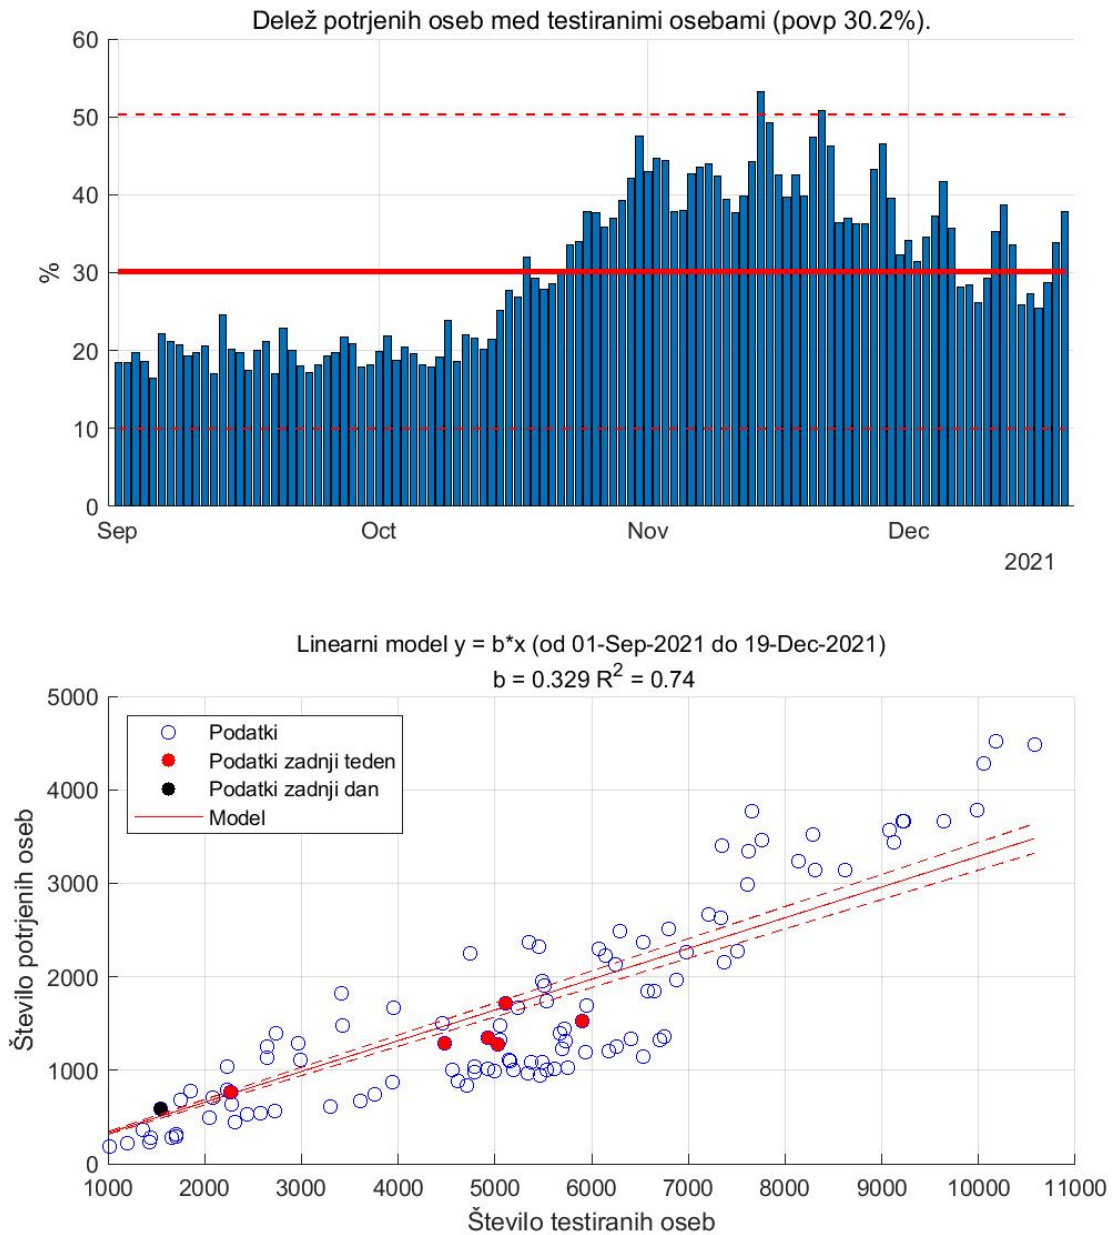 Delež potrjenih oseb med testiranimi osebami (povp 30.2%).
60
50
40
30
20
10
0
%
Sep Oct Nov Dec
2021
Linearni model y = b*x (od 01-Sep-2021 do 19-Dec-2021)
b = 0.329 R² = 0.74
5000
4000
3000
2000
1000
0
Število potrjenih oseb
Podatki
Podatki zadnji teden
Podatki zadnji dan
Model
1000 2000 3000 4000 5000 6000 7000 8000 9000 10000 11000
Število testiranih oseb